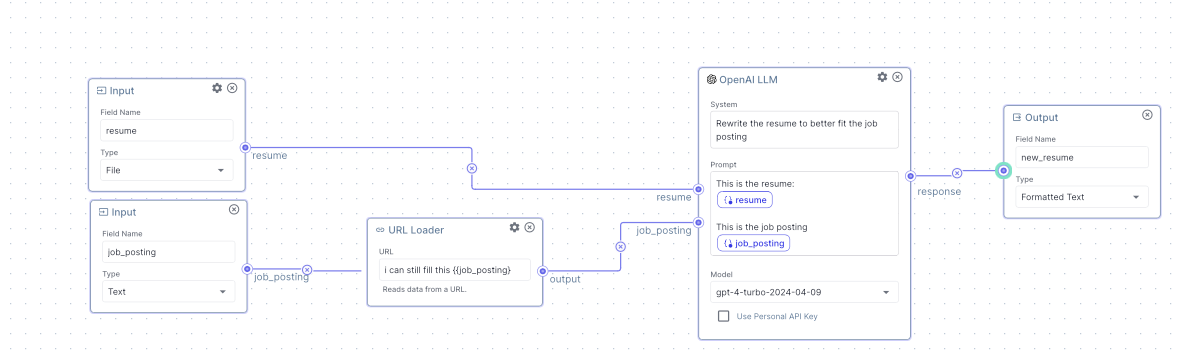 Input
Field Name
resume
Type
File
resume
Input
Field Name
job_posting
Type
Text
job_posting
URL Loader
URL
i can still fill this {{job_posting}
Reads data from a URL.
output
resume
job_posting
OpenAI LLM
System
Rewrite the resume to better fit the job
posting
Prompt
This is the resume:
resume
This is the job posting
job_posting
Model
gpt-4-turbo-2024-04-09
Use Personal API Key
response
Output
Field Name
new_resume
Type
Formatted Text